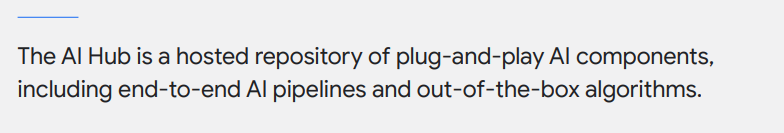 The AI Hub is a hosted repository of plug-and-play AI components,
including end-to-end AI pipelines and out-of-the-box algorithms.